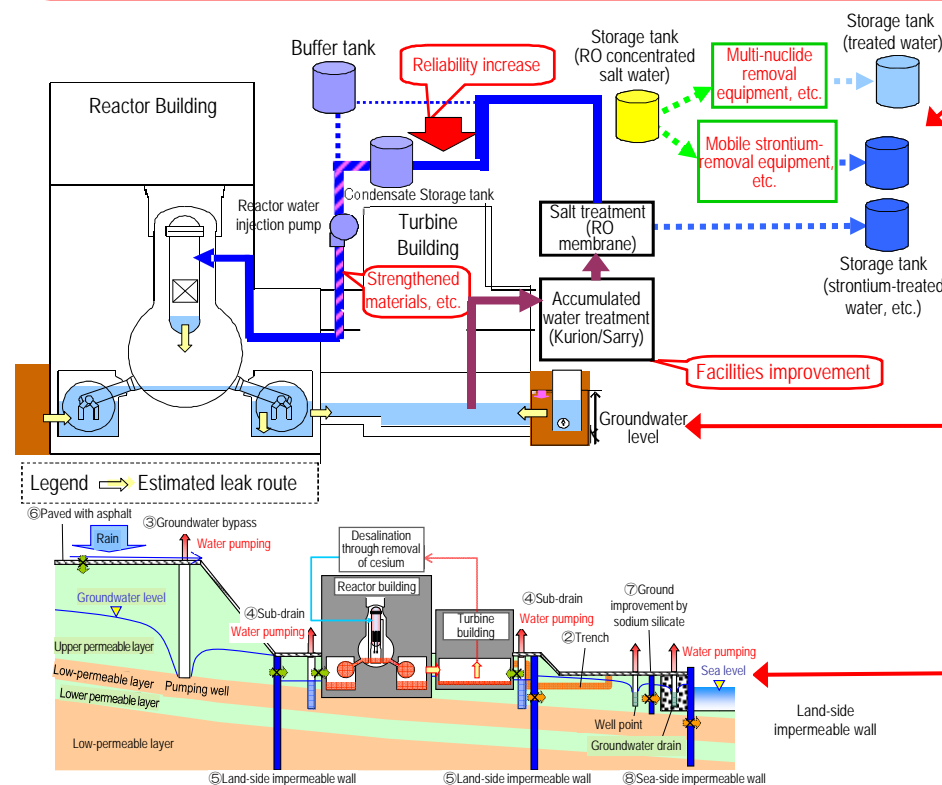 Buffer tank
Reliability increase
Storage tank
(RO concentrated
salt water)
Multi-nuclide
removal
equipment, etc.
Storage tank
(treated water)
Reactor Building
Mobile strontium-
removal equipment,
etc.
Condensate Storage tank
Reactor water
injection pump
Turbine
Building
Salt treatment
(RO
membrane)
Strengthened
materials, etc.
Accumulated
water treatment
(Kurion/Sarry)
Storage tank
(strontium-treated
water, etc.)
Facilities improvement
Groundwater
level
Legend
Estimated leak route
⑥Paved with asphalt
Rain
③Groundwater bypass
Water pumping
Desalination
through removal
of cesium
Reactor building
Groundwater level
④Sub-drain
Water pumping
Turbine
building
④Sub-drain
Water pumping
②Trench
⑦Ground
improvement by
sodium silicate
Water pumping
Sea level
Upper permeable layer
Low-permeable layer
Pumping well
Lower permeable layer
Low-permeable layer
Well point
Groundwater drain
Land-side
impermeable wall
⑤Land-side impermeable wall
⑤Land-side impermeable wall
⑧Sea-side impermeable wall